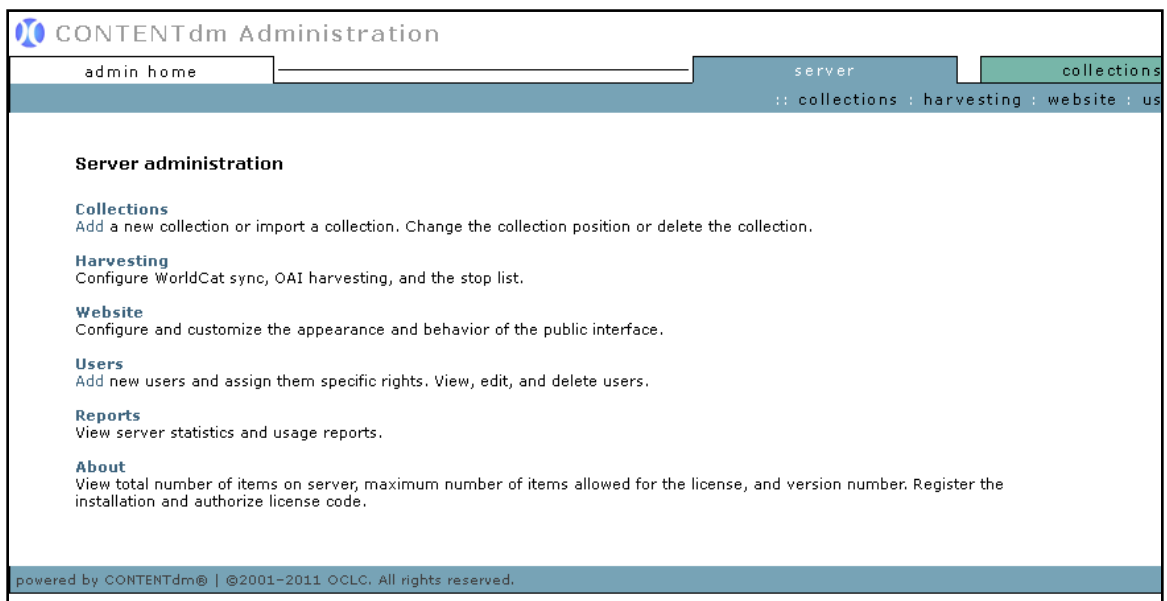 CONTENTdm Administration
admin home
server
collections
:: collections : harvesting : website : us
Server administration
Collections
Add a new collection or import a collection. Change the collection position or delete the collection.
Harvesting
Configure WorldCat sync, OAI harvesting, and the stop list.
Website
Configure and customize the appearance and behavior of the public interface.
Users
Add new users and assign them specific rights. View, edit, and delete users.
Reports
View server statistics and usage reports.
About
View total number of items on server, maximum number of items allowed for the license, and version number. Register the
installation and authorize license code.
powered by CONTENTdm® | ©2001-2011 OCLC. All rights reserved.